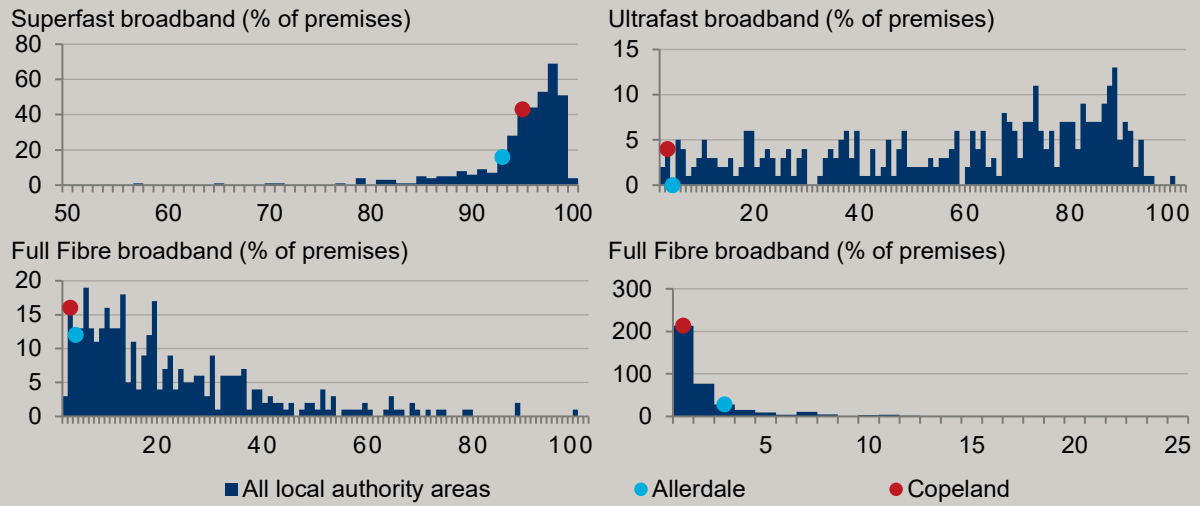 Superfast broadband (% of premises)
80
60
40
20
0
50 60 70 80 90 100
Ultrafast broadband (% of premises)
15
10
5
0
20 40 60 80 100
Full Fibre broadband (% of premises)
20
15
10
5
0
20 40 60 80 100
Full Fibre broadband (% of premises)
300
200
100
0
5 10 15 20 25
All local authority areas Allerdale Copeland